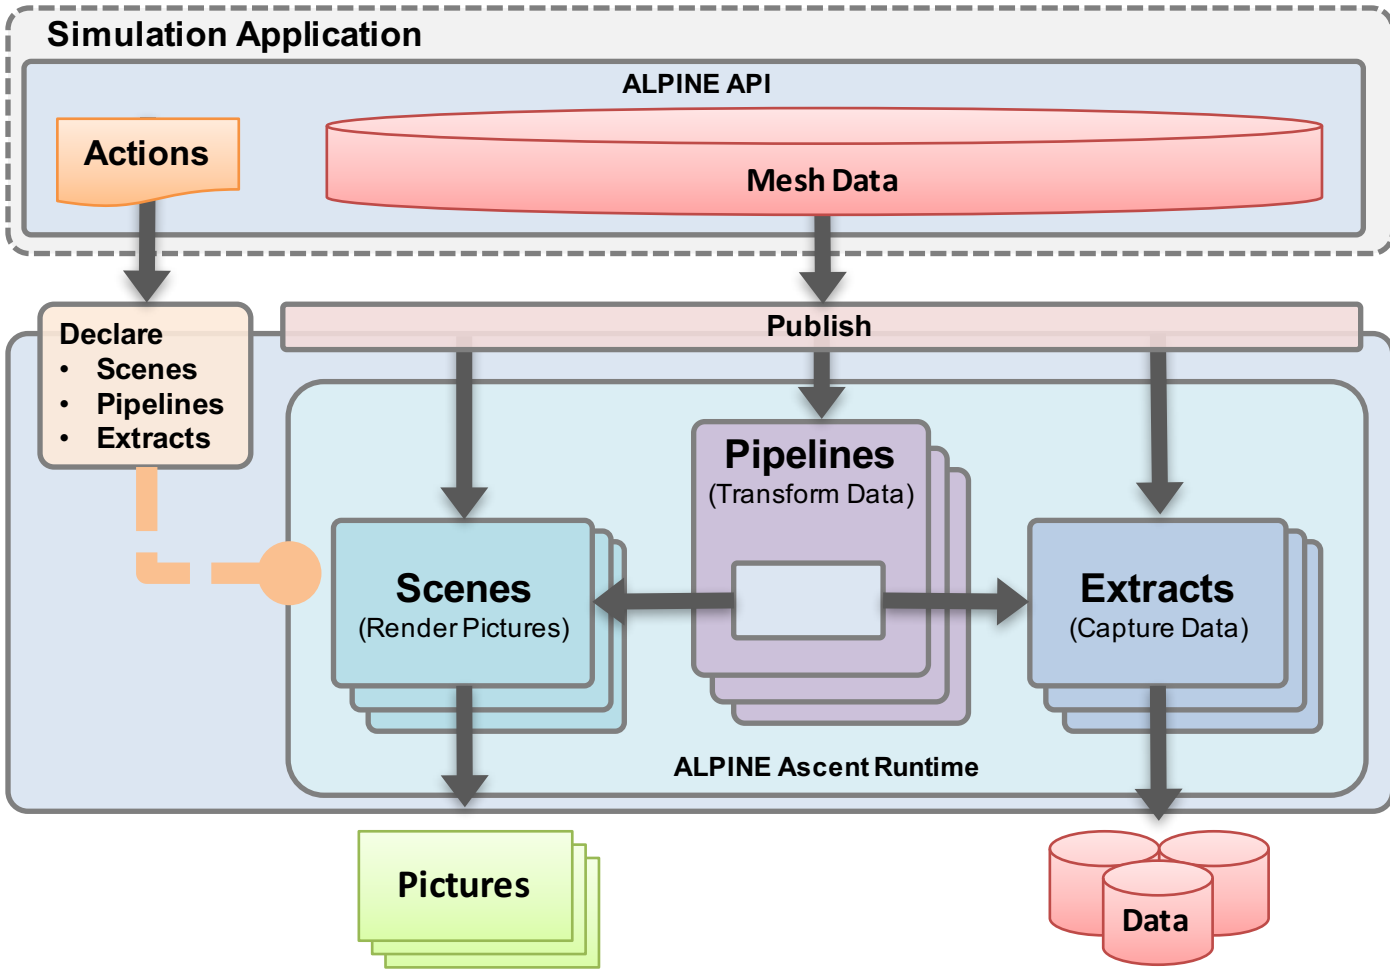 Simulation Application
ALPINE API
Actions
Mesh Data
Declare
• Scenes
• Pipelines
• Extracts
Publish
Pipelines
(Transform Data)
Scenes
(Render Pictures)
Extracts
(Capture Data)
ALPINE Ascent Runtime
Pictures
Data